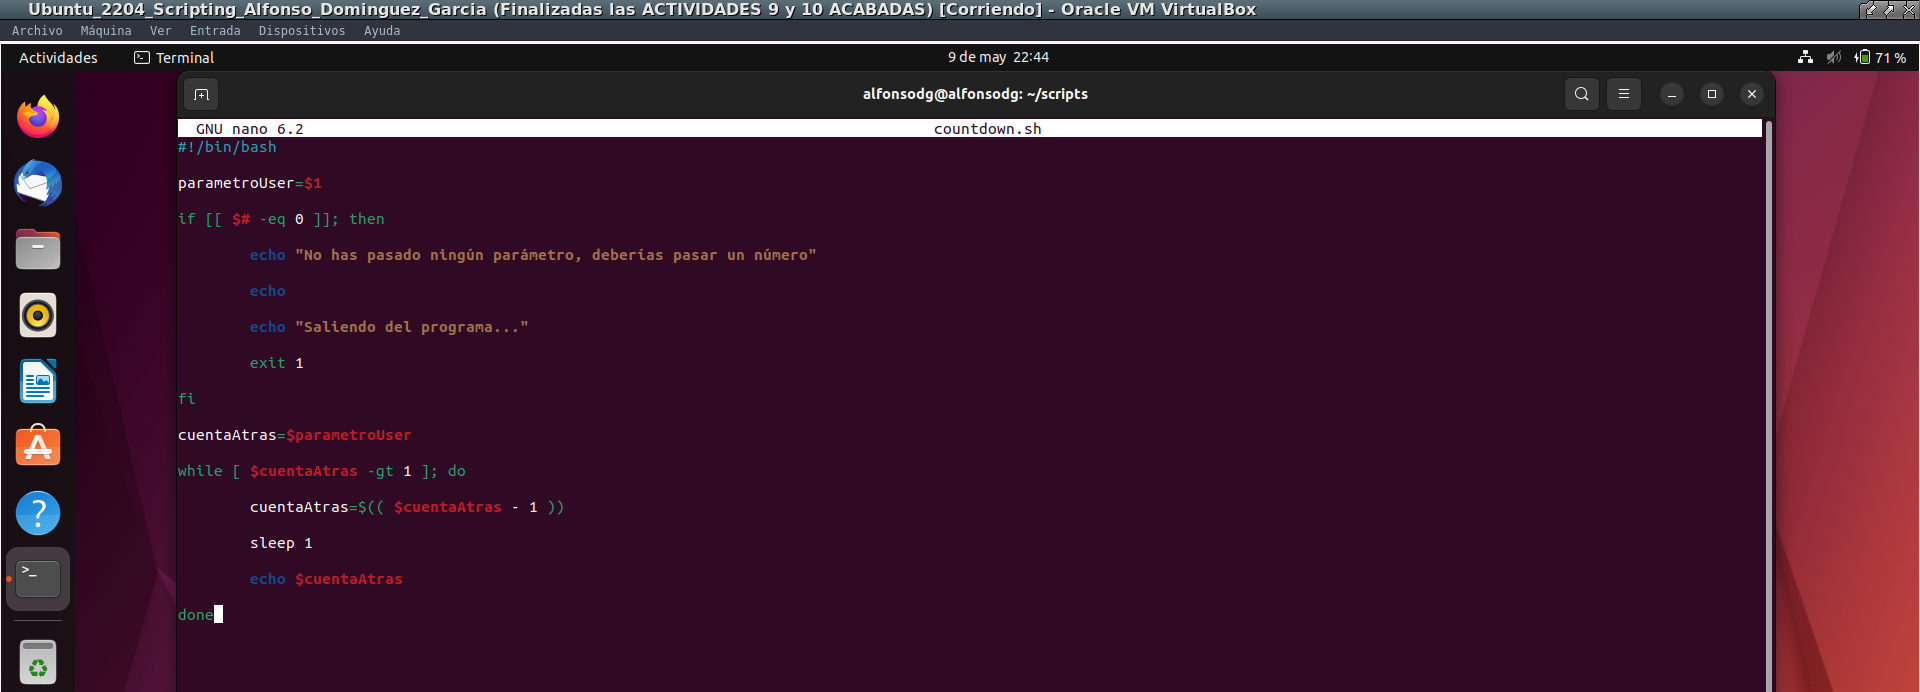 Ubuntu_2204_Scripting_Alfonso_Dominguez_Garcia (Finalizadas las ACTIVIDADES 9 y 10 ACABADAS) [Corriendo] - Oracle VM VirtualBox
Archivo Máquina Ver Entrada Dispositivos Ayuda
Actividades Terminal 9 de may 22:44 71 %
alfonsodg@alfonsodg: ~/scripts
GNU nano 6.2 countdown.sh
#!/bin/bash
parametroUser=$1
if [[ $# -eq 0 ]]; then
echo "No has pasado ningún parámetro, deberías pasar un número"
echo
echo "Saliendo del programa..."
exit 1
fi
cuentaAtras=$parametroUser
while [ $cuentaAtras -gt 1 ]; do
cuentaAtras=$(( $cuentaAtras - 1 ))
sleep 1
echo $cuentaAtras
done